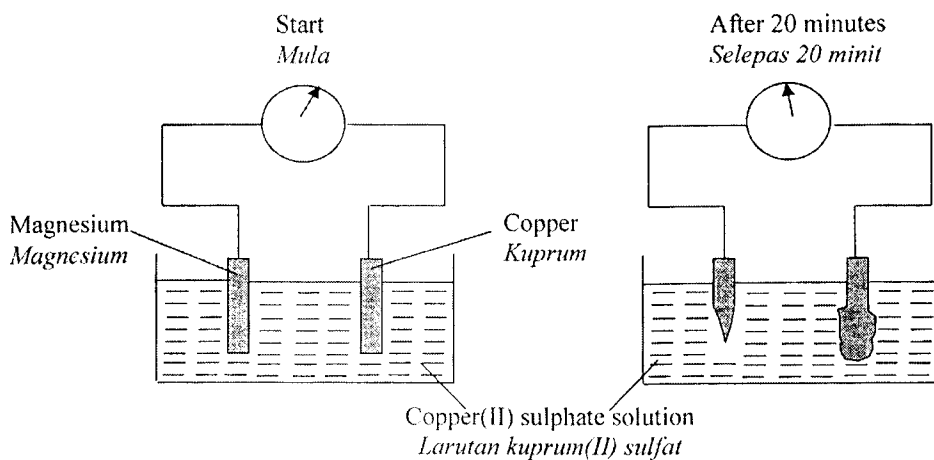 Start
Mula
After 20 minutes
Selepas 20 minit
Magnesium
Magnesium
Copper
Kuprum
Copper(II) sulphate solution
Larutan kuprum(II) sulfat